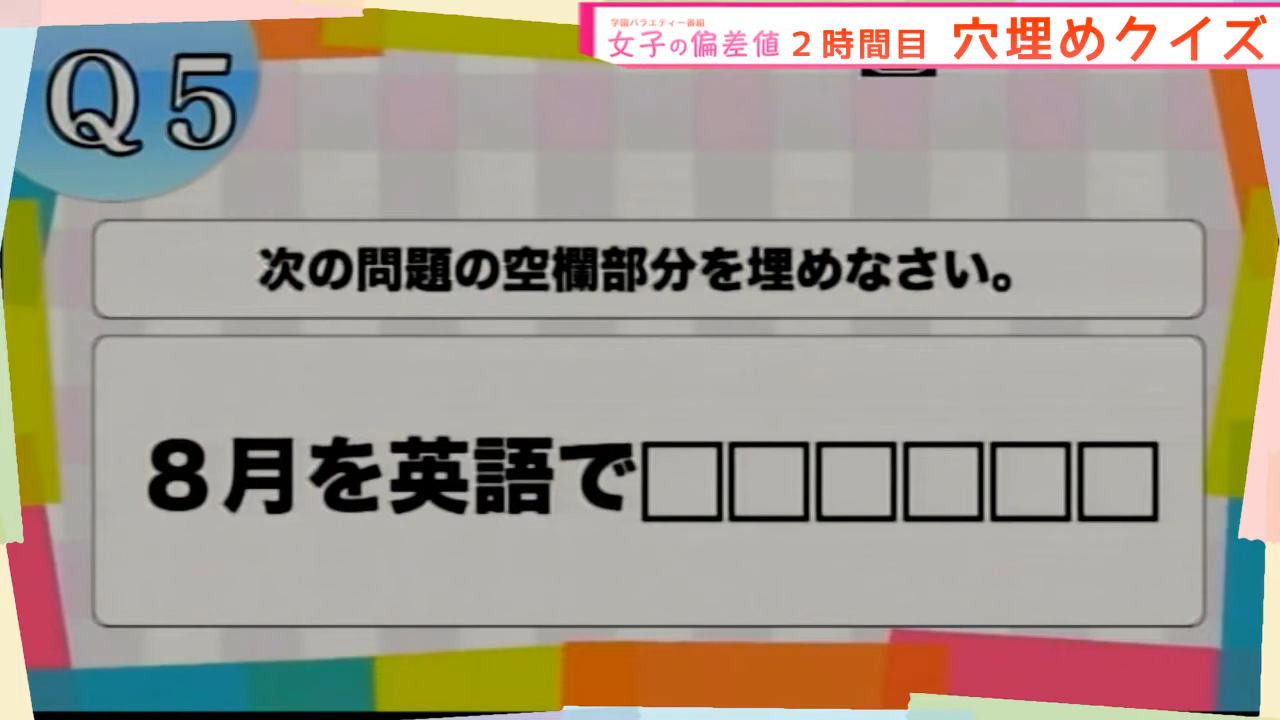 学園バラエティー番組
女子の偏差値 2時間目 穴埋めクイズ
Q5
次の問題の空欄部分を埋めなさい。
8月を英語で□□□□□□